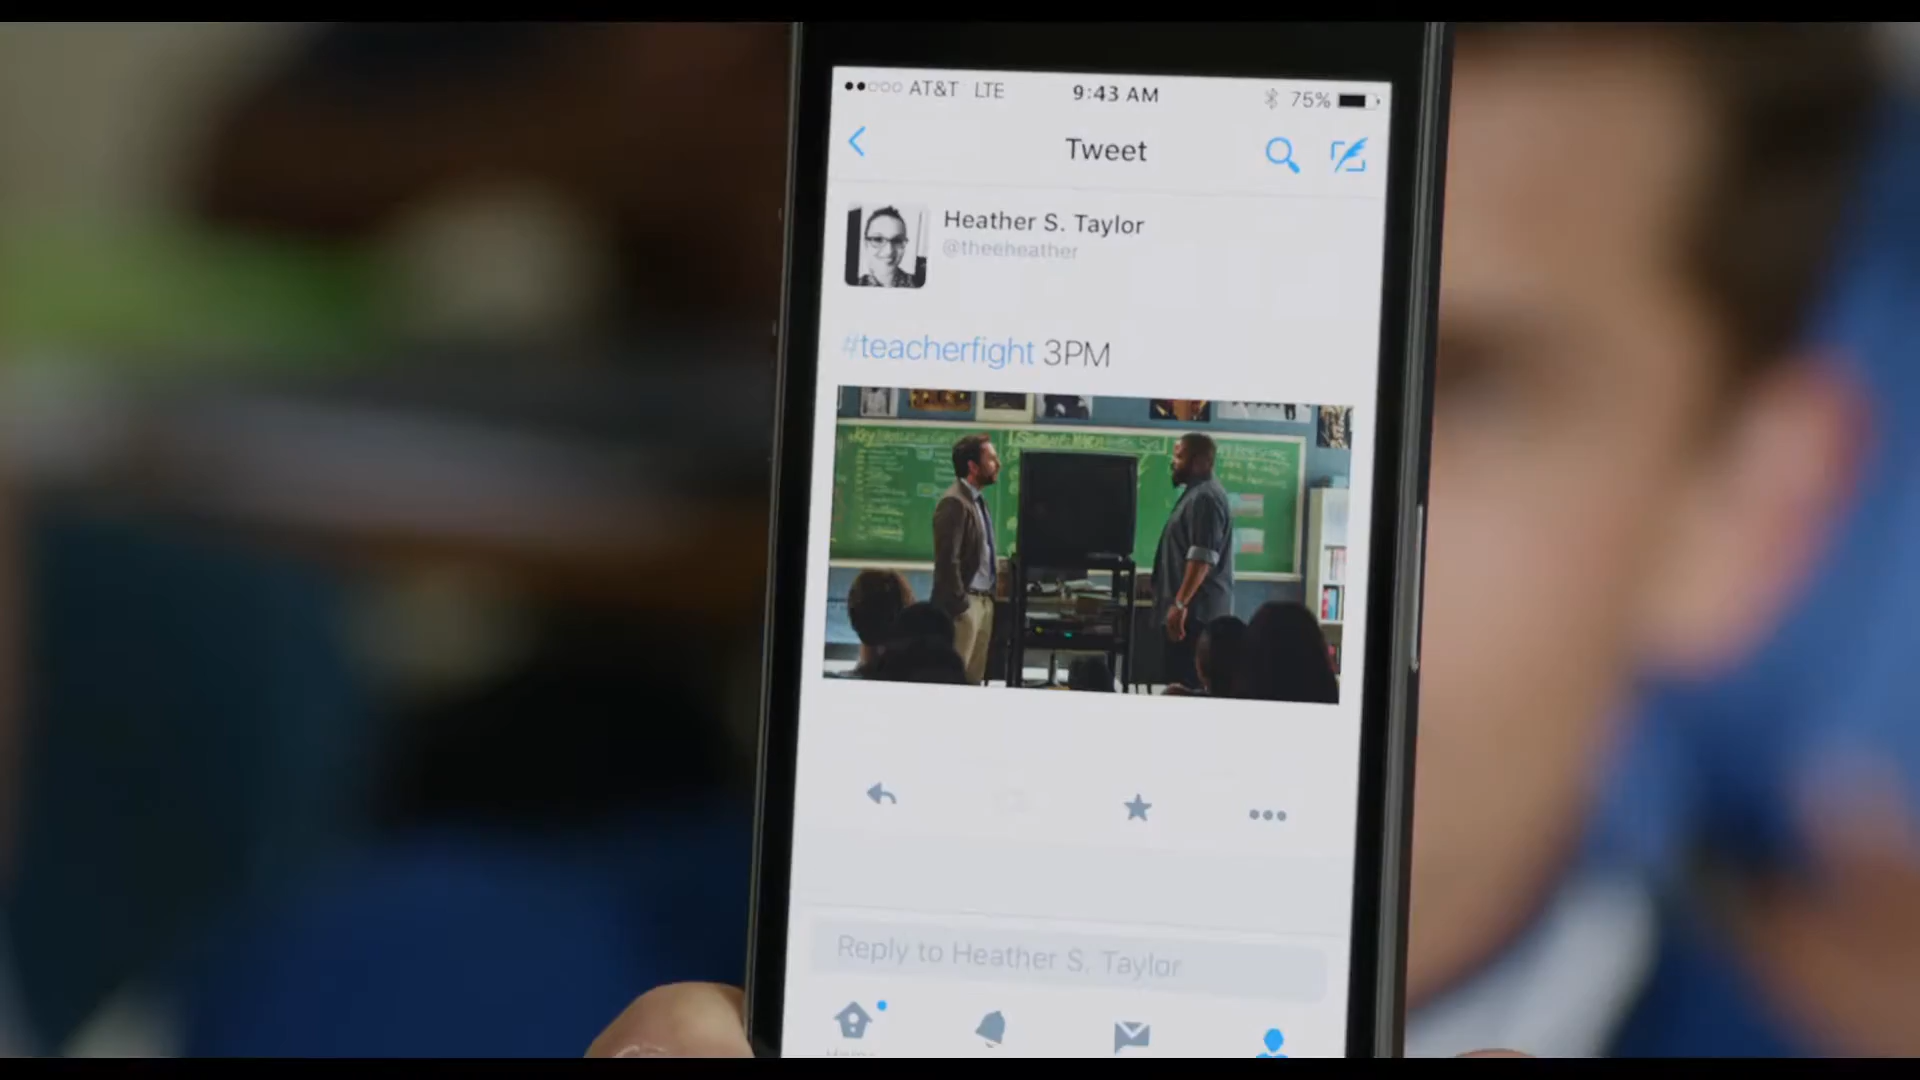 AT&T LTE 9:43 AM 75%
Tweet
Heather S. Taylor
@theeheather
#teacherfight 3PM
Reply to Heather S. Taylor